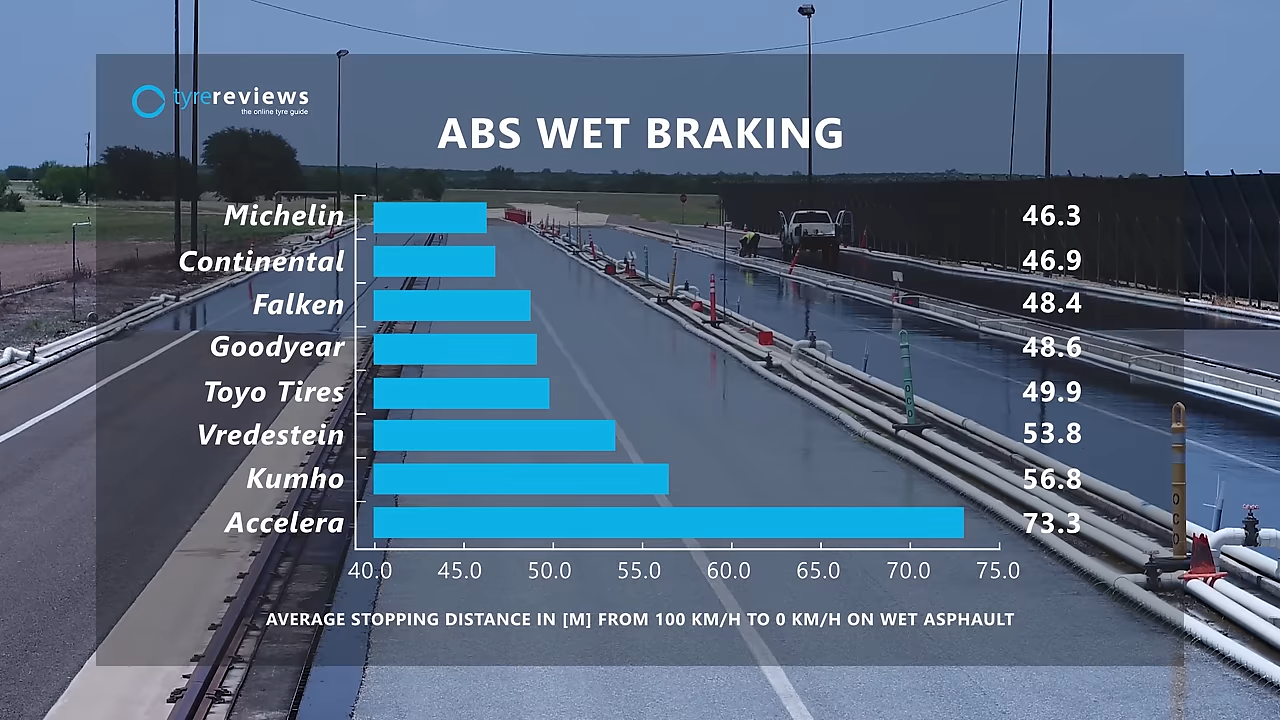 tyrereviews
the online tyre guide
ABS WET BRAKING
Michelin 46.3
Continental 46.9
Falken 48.4
Goodyear 48.6
Toyo Tires 49.9
Vredestein 53.8
Kumho 56.8
Accelera 73.3
40.0 45.0 50.0 55.0 60.0 65.0 70.0 75.0
AVERAGE STOPPING DISTANCE IN [M] FROM 100 KM/H TO 0 KM/H ON WET ASPHAULT